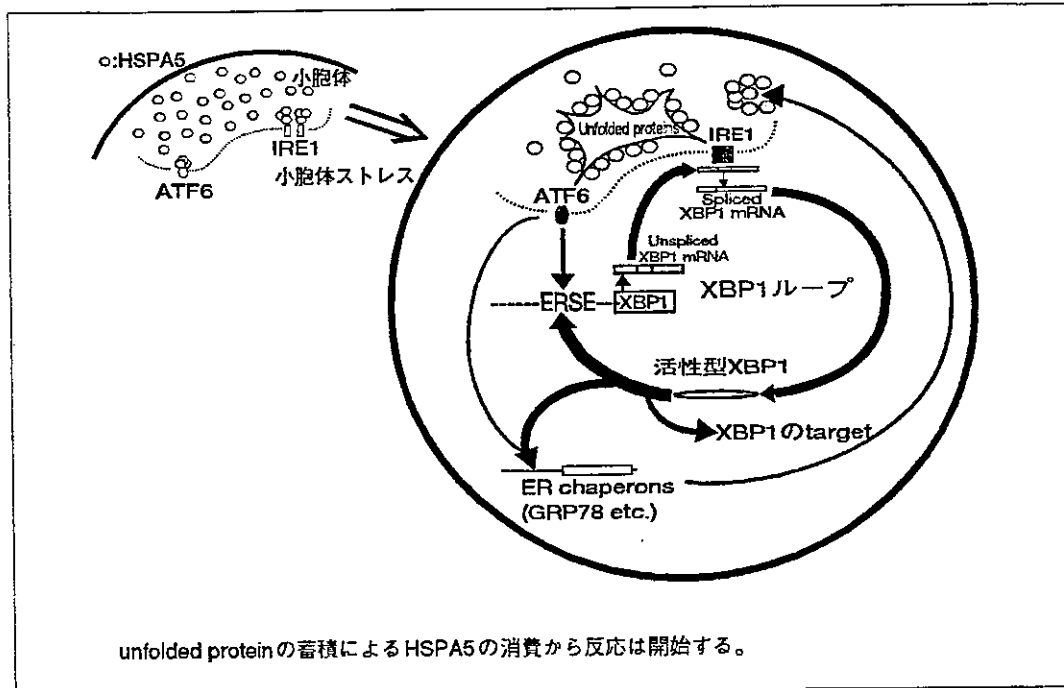 ○:HSPA5
小胞体
IRE1
ATF6
小胞体ストレス
Unfolded proteins
IRE1
ATF6
Spliced
XBP1 mRNA
Unspliced
XBP1 mRNA
ERSE
XBP1
XBP1ループ
活性型XBP1
XBP1のtarget
ER chaperons
(GRP78 etc.)
unfolded proteinの蓄積によるHSPA5の消費から反応は開始する。